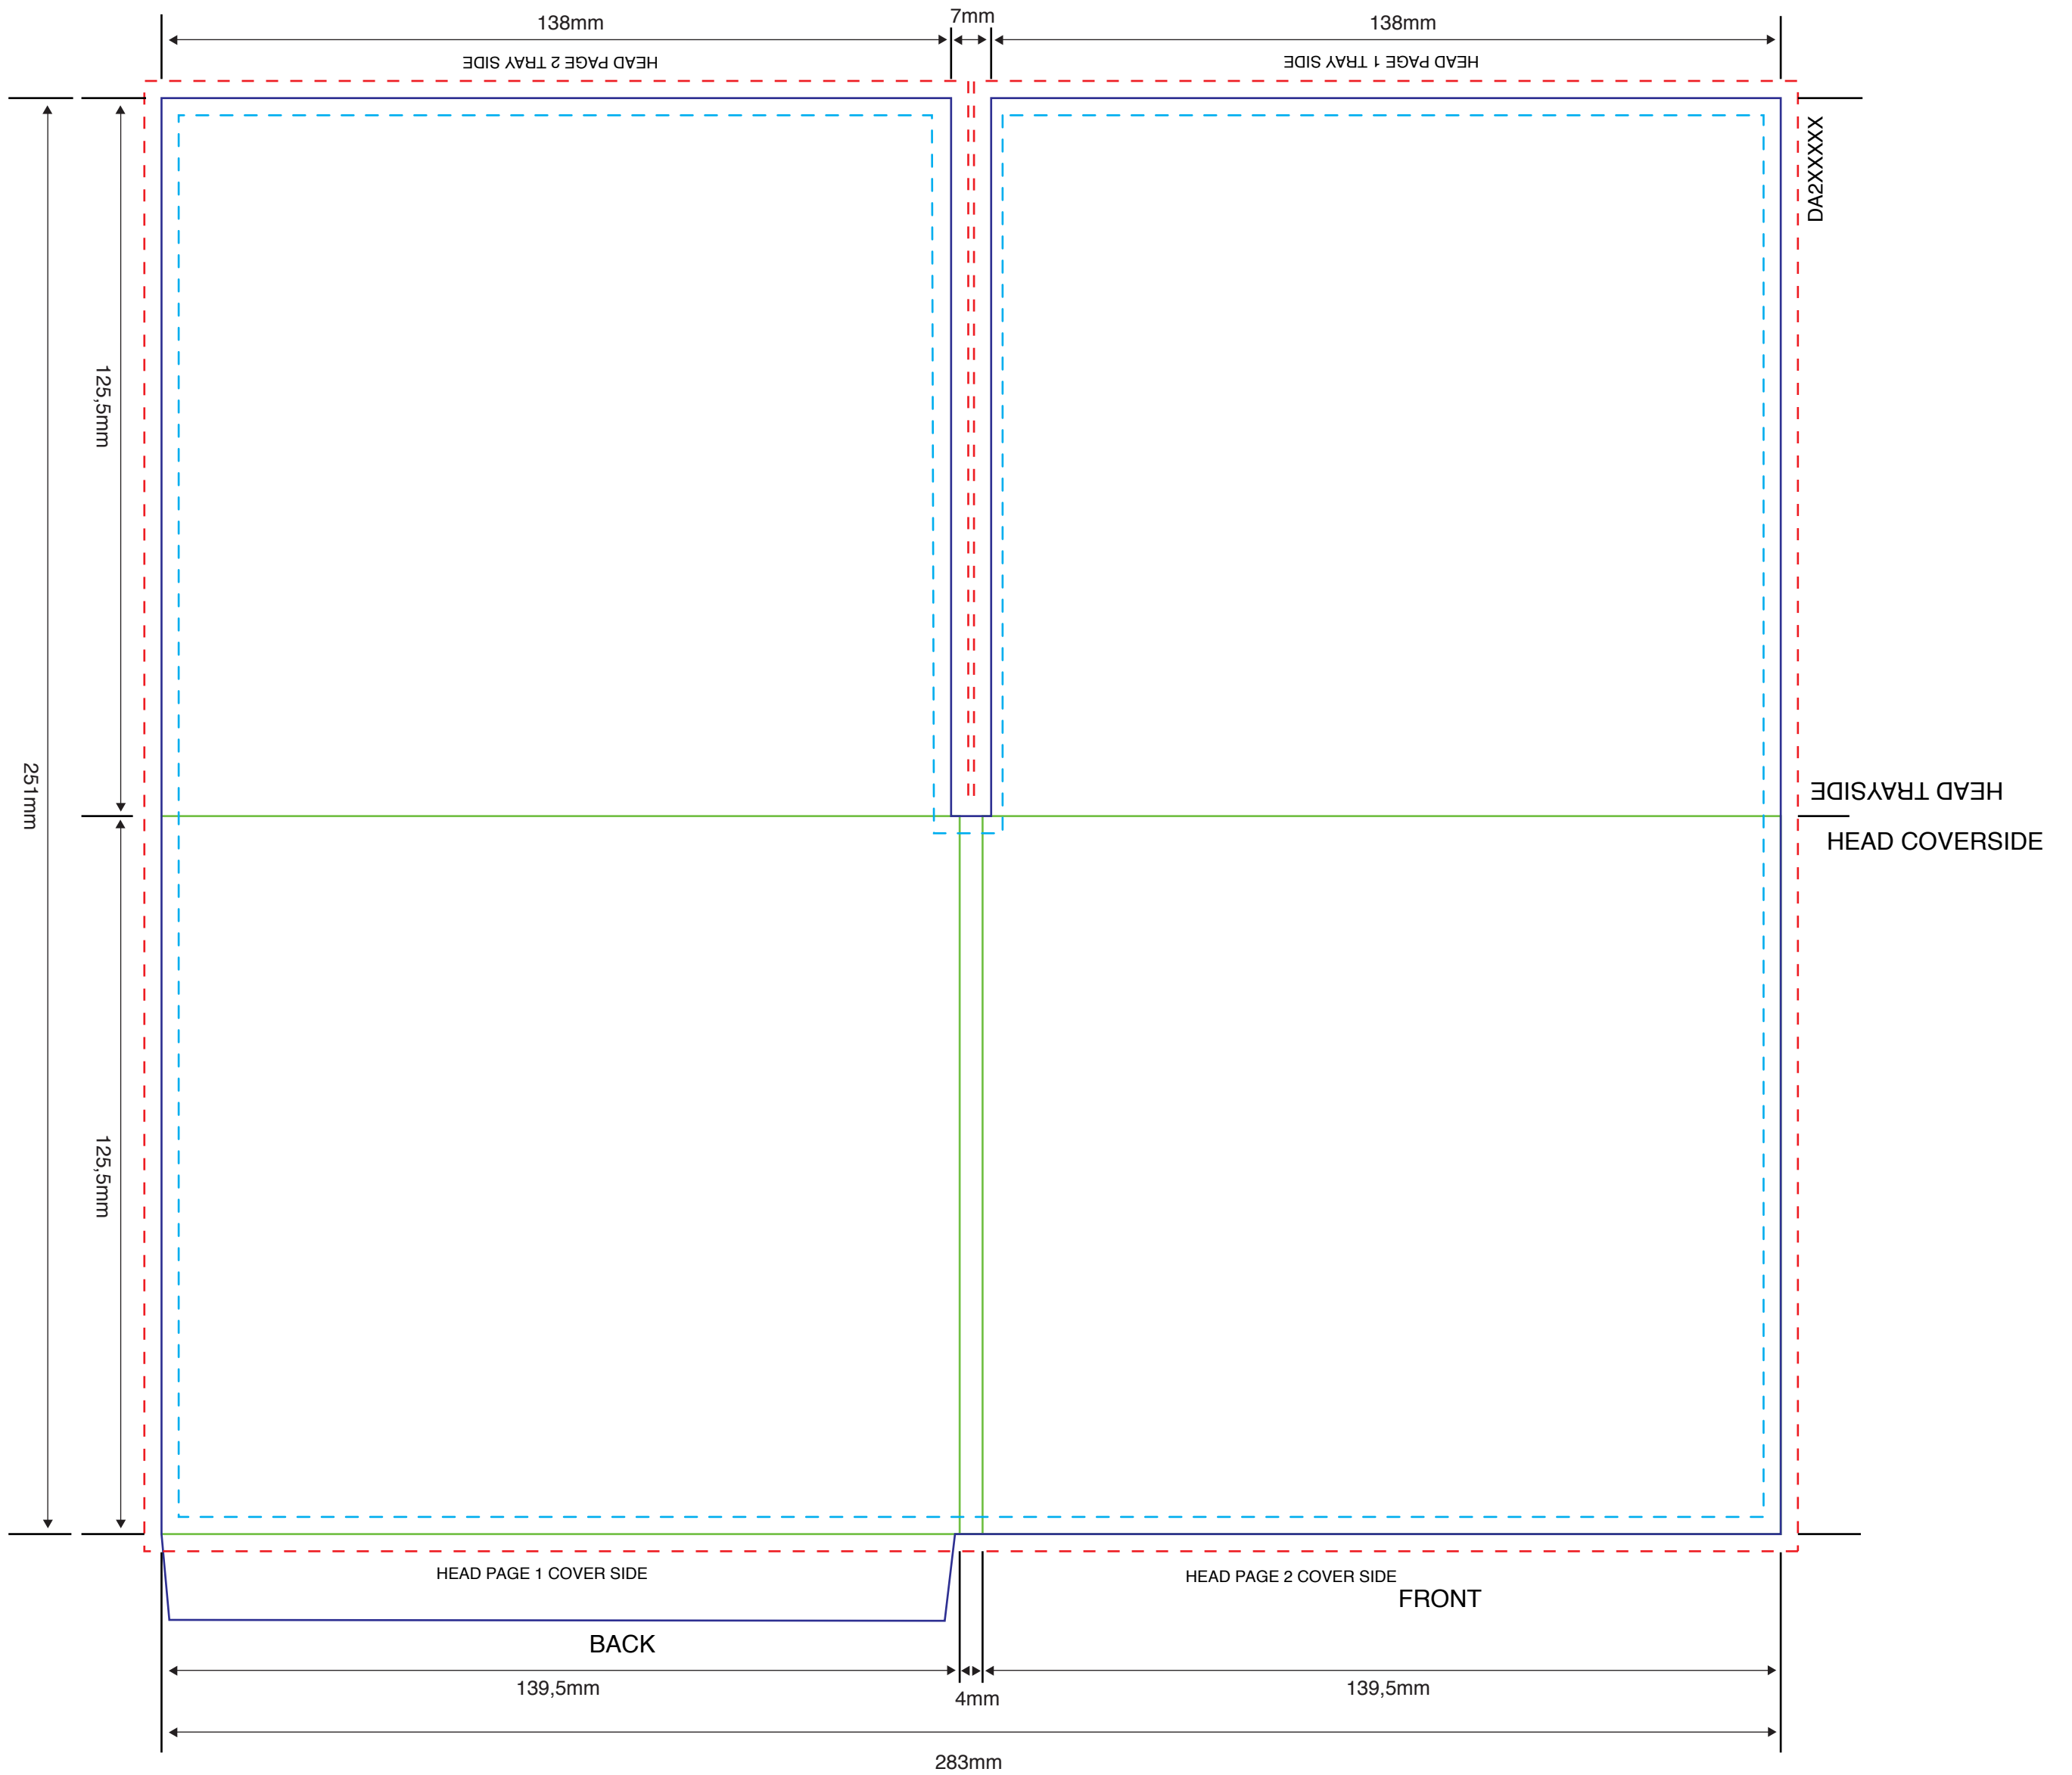 138mm
7mm
138mm
HEAD PAGE 2 TRAY SIDE
HEAD PAGE 1 TRAY SIDE
DA2XXXXX
125,5mm
251mm
HEAD TRAYSIDE
HEAD COVERSIDE
125,5mm
HEAD PAGE 1 COVER SIDE
HEAD PAGE 2 COVER SIDE
FRONT
BACK
139,5mm
4mm
139,5mm
283mm